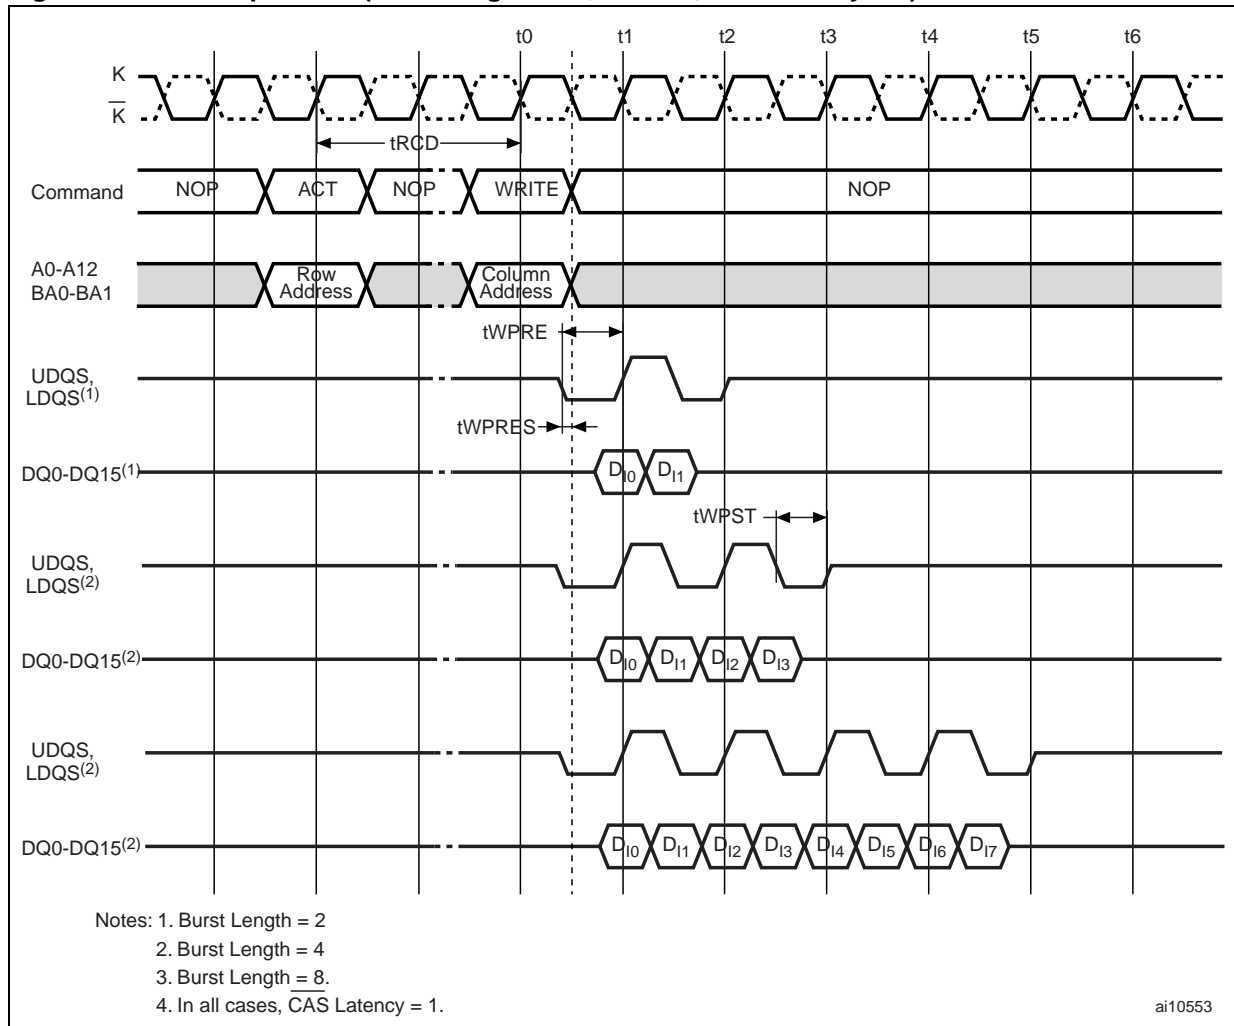 t0 t1 t2 t3 t4 t5 t6
K
K
tRCD
Command NOP ACT NOP WRITE NOP
A0-A12
BA0-BA1
Row
Address
Column
Address
tWPRE
UDQS,
LDQS(1)
tWPRES
DQ0-DQ15(1) DI0 DI1
tWPST
UDQS,
LDQS(2)
DQ0-DQ15(2) DI0 DI1 DI2 DI3
UDQS,
LDQS(2)
DQ0-DQ15(2) DI0 DI1 DI2 DI3 DI4 DI5 DI6 DI7
Notes: 1. Burst Length = 2
2. Burst Length = 4
3. Burst Length = 8.
4. In all cases, CAS Latency = 1.
ai10553